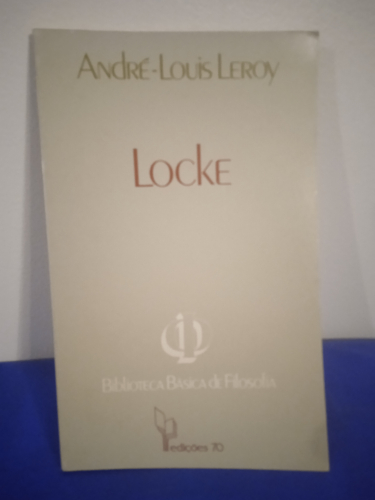 André-Louis Leroy
Locke
Biblioteca Básica de Filosofia
edições 70